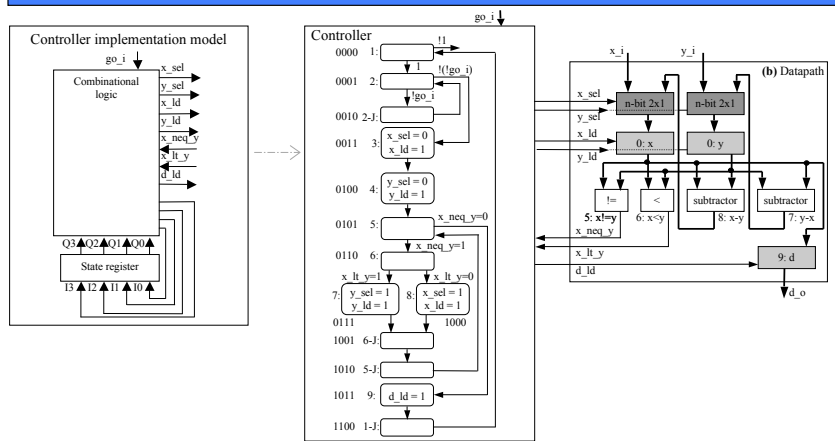 Controller implementation model
go_i
Combinational logic
x_sel
y_sel
x_ld
y_ld
x_neq_y
x_lt_y
d_ld
Q3 Q2 Q1 Q0
State register
I3 I2 I1 I0
go_i
Controller
0000 1:
!1
1
0001 2:
!(!go_i)
!go_i
0010 2-J:
0011 3:
x_sel = 0
x_ld = 1
0100 4:
y_sel = 0
y_ld = 1
0101 5:
x_neq_y=0
x_neq_y=1
0110 6:
x_lt_y=1 x_lt_y=0
7: y_sel = 1
y_ld = 1
8: x_sel = 1
x_ld = 1
0111 1000
1001 6-J:
1010 5-J:
1011 9: d_ld = 1
1100 1-J:
x_i y_i
(b) Datapath
x_sel
n-bit 2x1 n-bit 2x1
y_sel
x_ld
0: x 0: y
y_ld
!= < subtractor subtractor
5: x!=y 6: x<y 8: x-y 7: y-x
x_neq_y
x_lt_y
9: d
d_ld
d_o